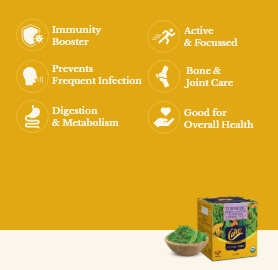 Immunity
Booster
Active
& Focussed
Prevents
Frequent Infection
Bone &
Joint Care
Digestion
& Metabolism
Good for
Overall Health